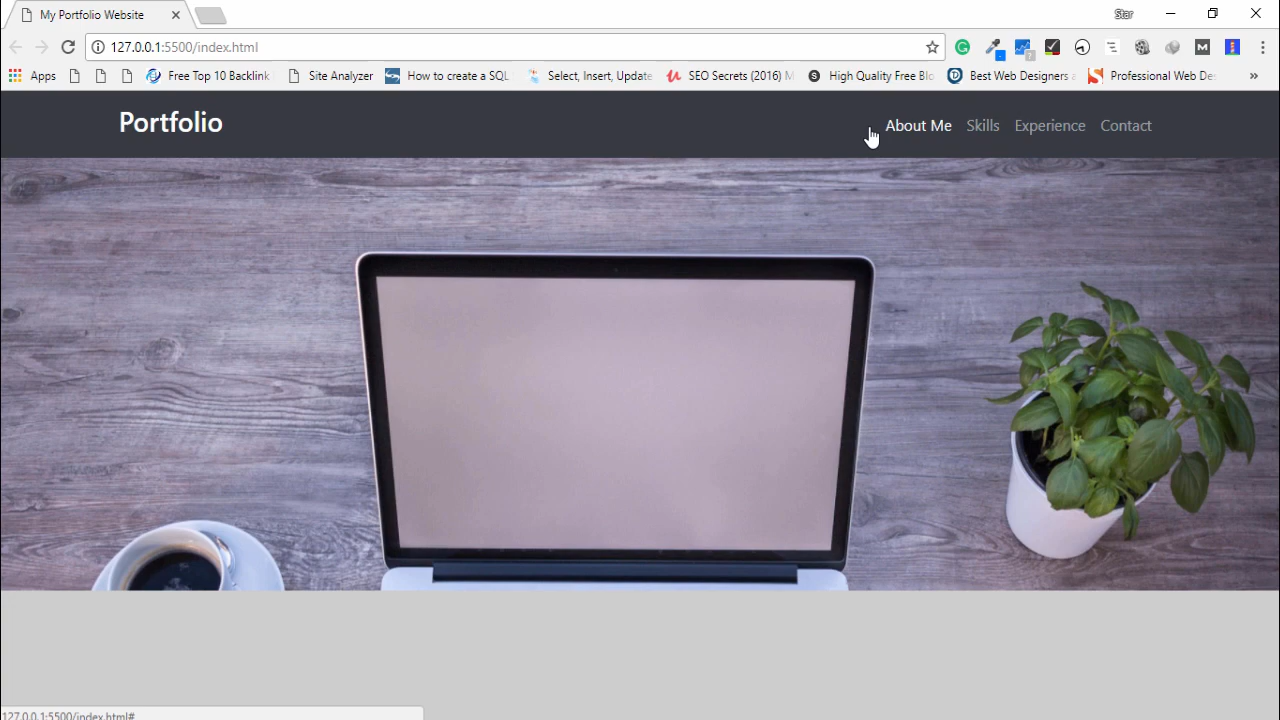 My Portfolio Website
Star
127.0.0.1:5500/index.html
Apps Free Top 10 Backlink Site Analyzer How to create a SQL Select, Insert, Update SEO Secrets (2016) M High Quality Free Blo Best Web Designers a Professional Web De
Portfolio
About Me Skills Experience Contact
127.0.0.1:5500/index.html#